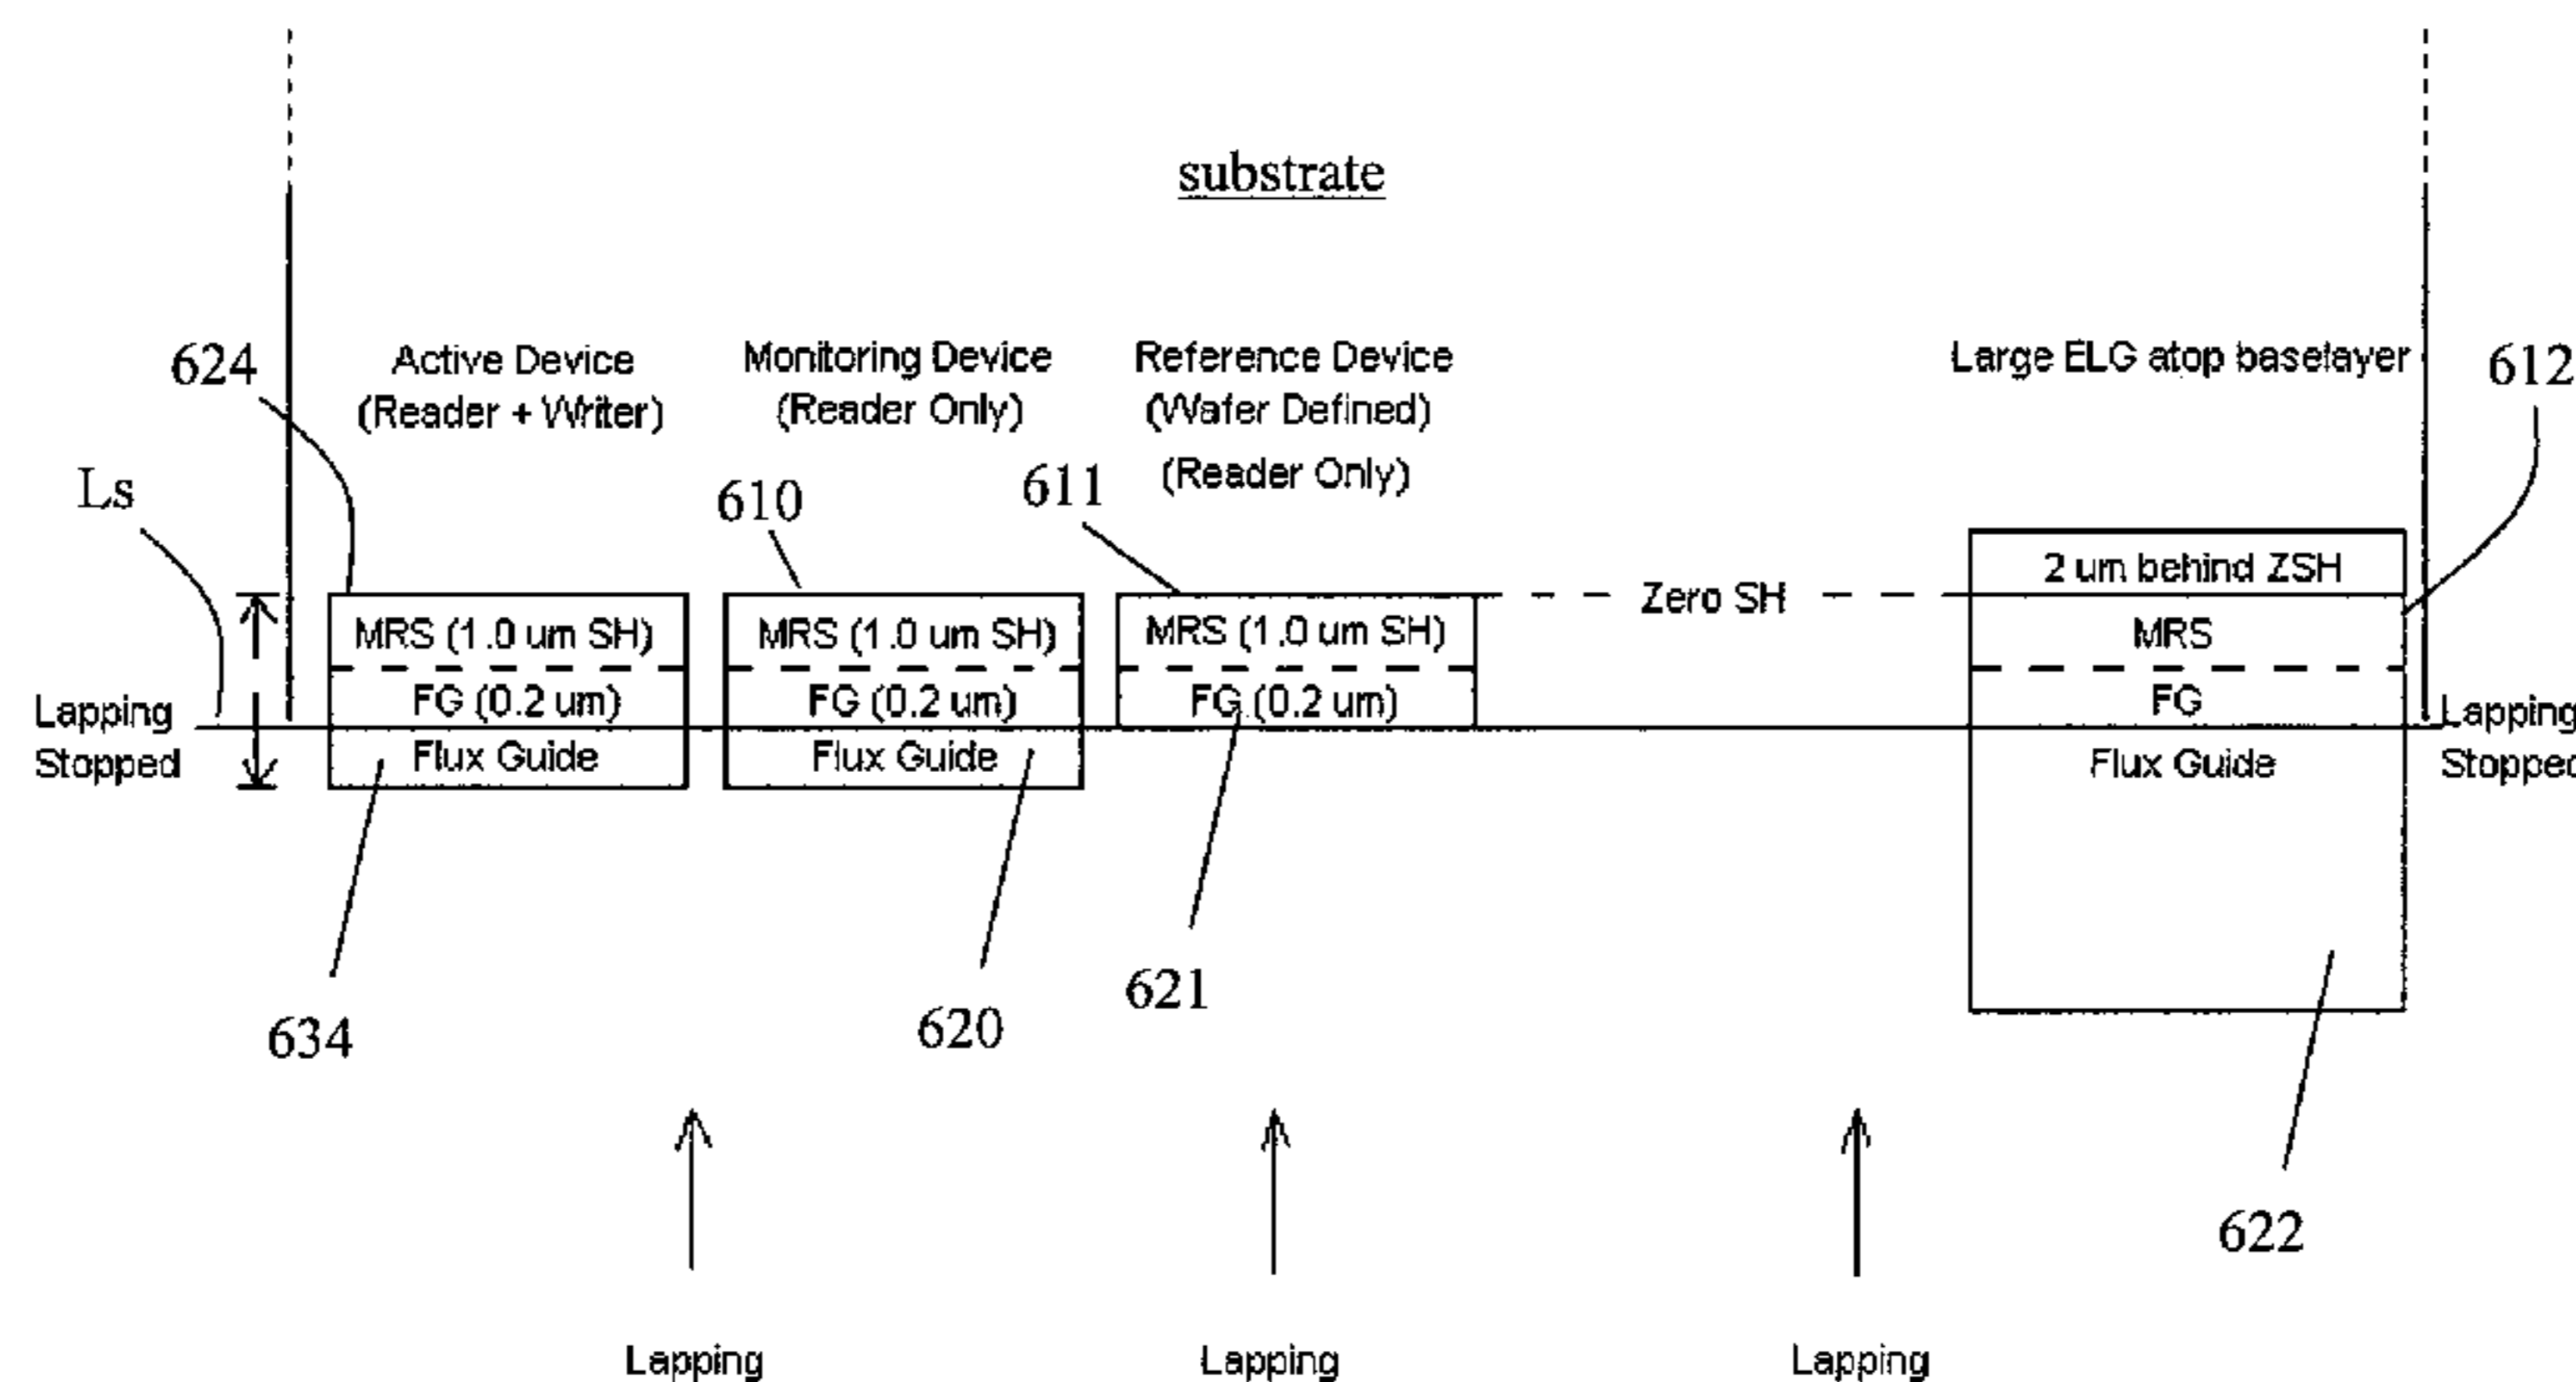 substrate
624
Active Device
(Reader + Writer)
Monitoring Device
(Reader Only)
Reference Device
(Wafer Defined)
(Reader Only)
Large ELG atop baselayer
612
Ls
610
611
2 um behind ZSH
MRS (1.0 um SH)
MRS (1.0 um SH)
MRS (1.0 um SH)
Zero SH
MRS
FG (0.2 um)
FG (0.2 um)
FG (0.2 um)
FG
Lapping
Stopped
Flux Guide
Flux Guide
Flux Guide
Lapping
Stopped
634
620
621
622
Lapping
Lapping
Lapping